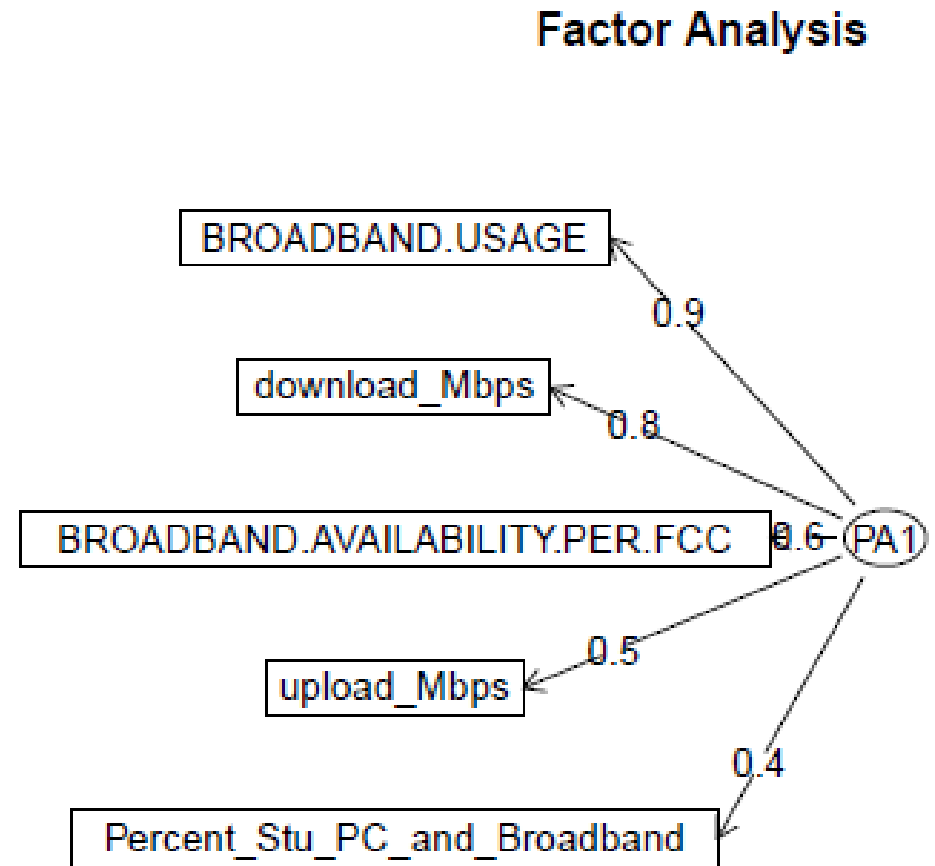 Factor Analysis
BROADBAND.USAGE
0.9
download_Mbps
0.8
BROADBAND.AVAILABILITY.PER.FCC
0.6
PA1
0.5
upload_Mbps
0.4
Percent_Stu_PC_and_Broadband